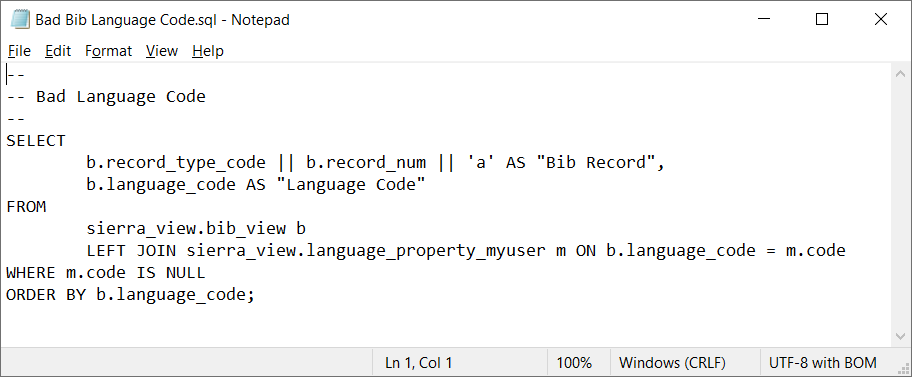 Bad Bib Language Code.sql - Notepad
File Edit Format View Help
--
-- Bad Language Code
--
SELECT
        b.record_type_code || b.record_num || 'a' AS "Bib Record",
        b.language_code AS "Language Code"
FROM
        sierra_view.bib_view b
        LEFT JOIN sierra_view.language_property_myuser m ON b.language_code = m.code
WHERE m.code IS NULL
ORDER BY b.language_code;
Ln 1, Col 1 100% Windows (CRLF) UTF-8 with BOM